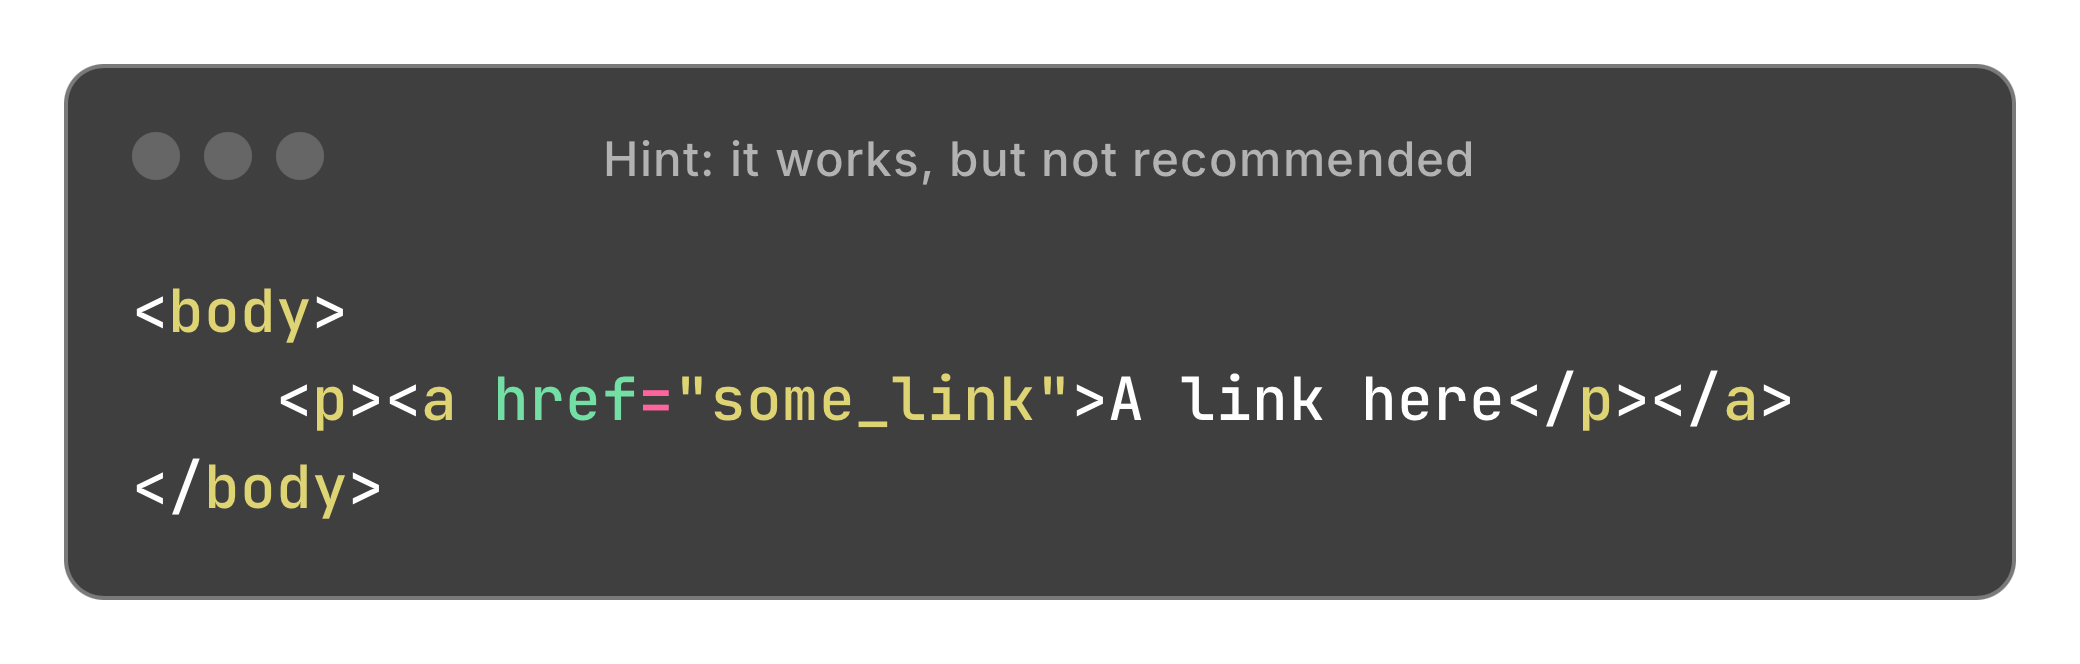 Hint: it works, but not recommended
<body>
    <p><a href="some_link">A link here</p></a>
</body>